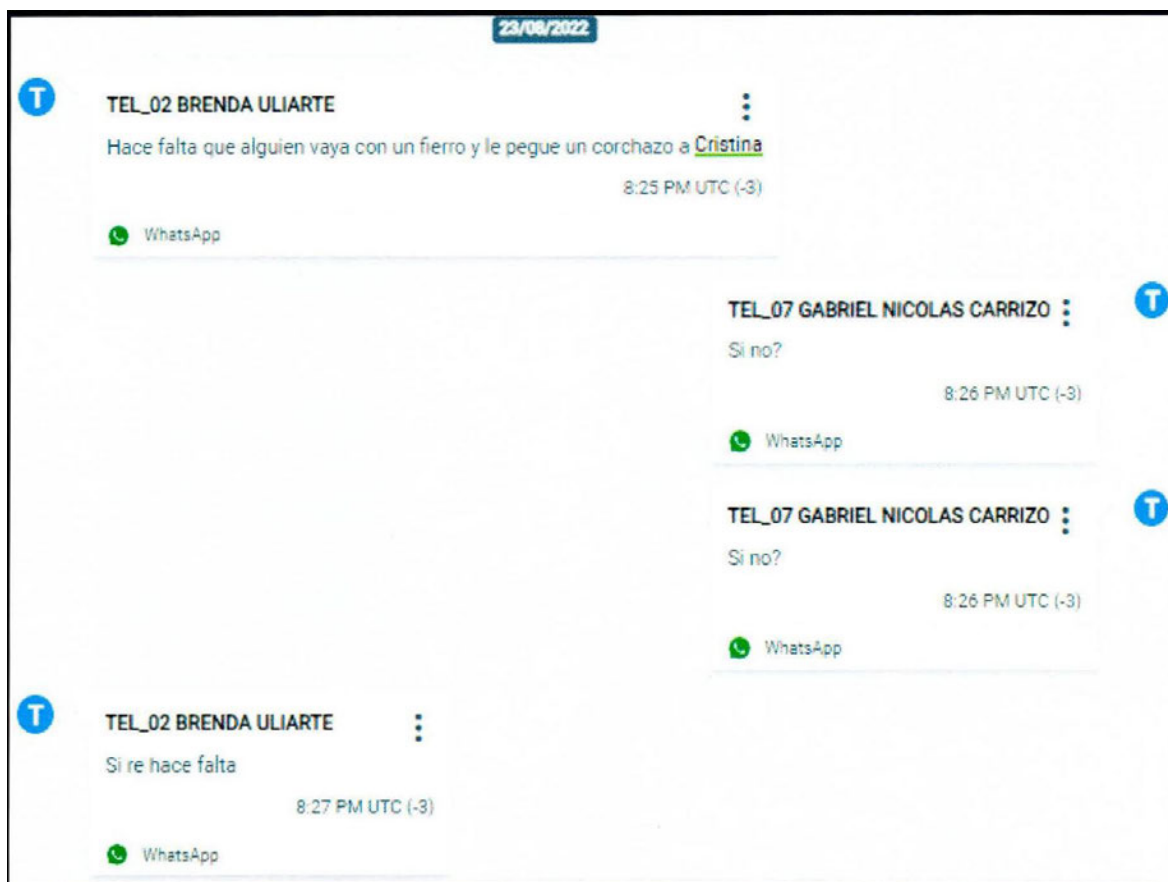 23/08/2022
T
TEL_02 BRENDA ULIARTE
Hace falta que alguien vaya con un fierro y le pegue un corchazo a Cristina
8:25 PM UTC (-3)
WhatsApp
TEL_07 GABRIEL NICOLAS CARRIZO
T
Si no?
8:26 PM UTC (-3)
WhatsApp
TEL_07 GABRIEL NICOLAS CARRIZO
T
Si no?
8:26 PM UTC (-3)
WhatsApp
T
TEL_02 BRENDA ULIARTE
Si re hace falta
8:27 PM UTC (-3)
WhatsApp